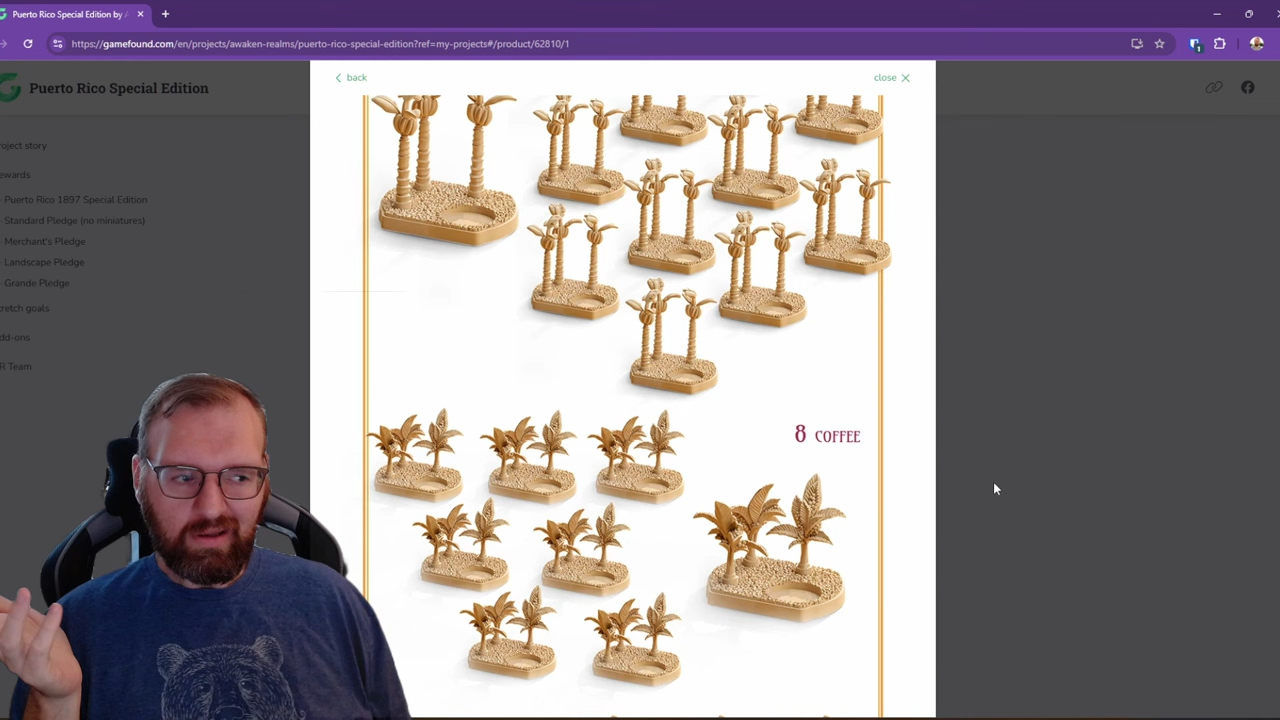 Puerto Rico Special Edition by
https://gamefound.com/en/projects/awaken-realms/puerto-rico-special-edition?ref=my-projects#/product/62810/1
1
Puerto Rico Special Edition
back
close
roject story
ewards
Puerto Rico 1897 Special Edition
Standard Pledge (no miniatures)
Merchant's Pledge
Landscape Pledge
Grande Pledge
retch goals
dd-ons
R Team
8 COFFEE